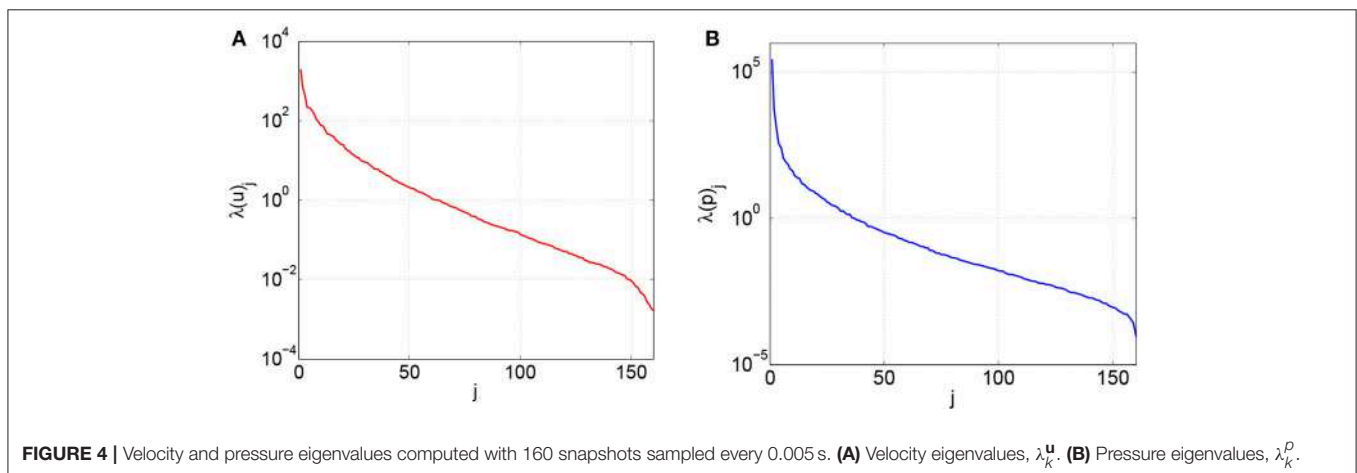 A
10^4
10^2
10^0
10^−2
10^−4
λ(u)_j
0 50 100 150
j
B
10^5
10^0
10^−5
λ(p)_j
0 50 100 150
j
FIGURE 4 | Velocity and pressure eigenvalues computed with 160 snapshots sampled every 0.005 s. (A) Velocity eigenvalues, λ_k^u. (B) Pressure eigenvalues, λ_k^p.